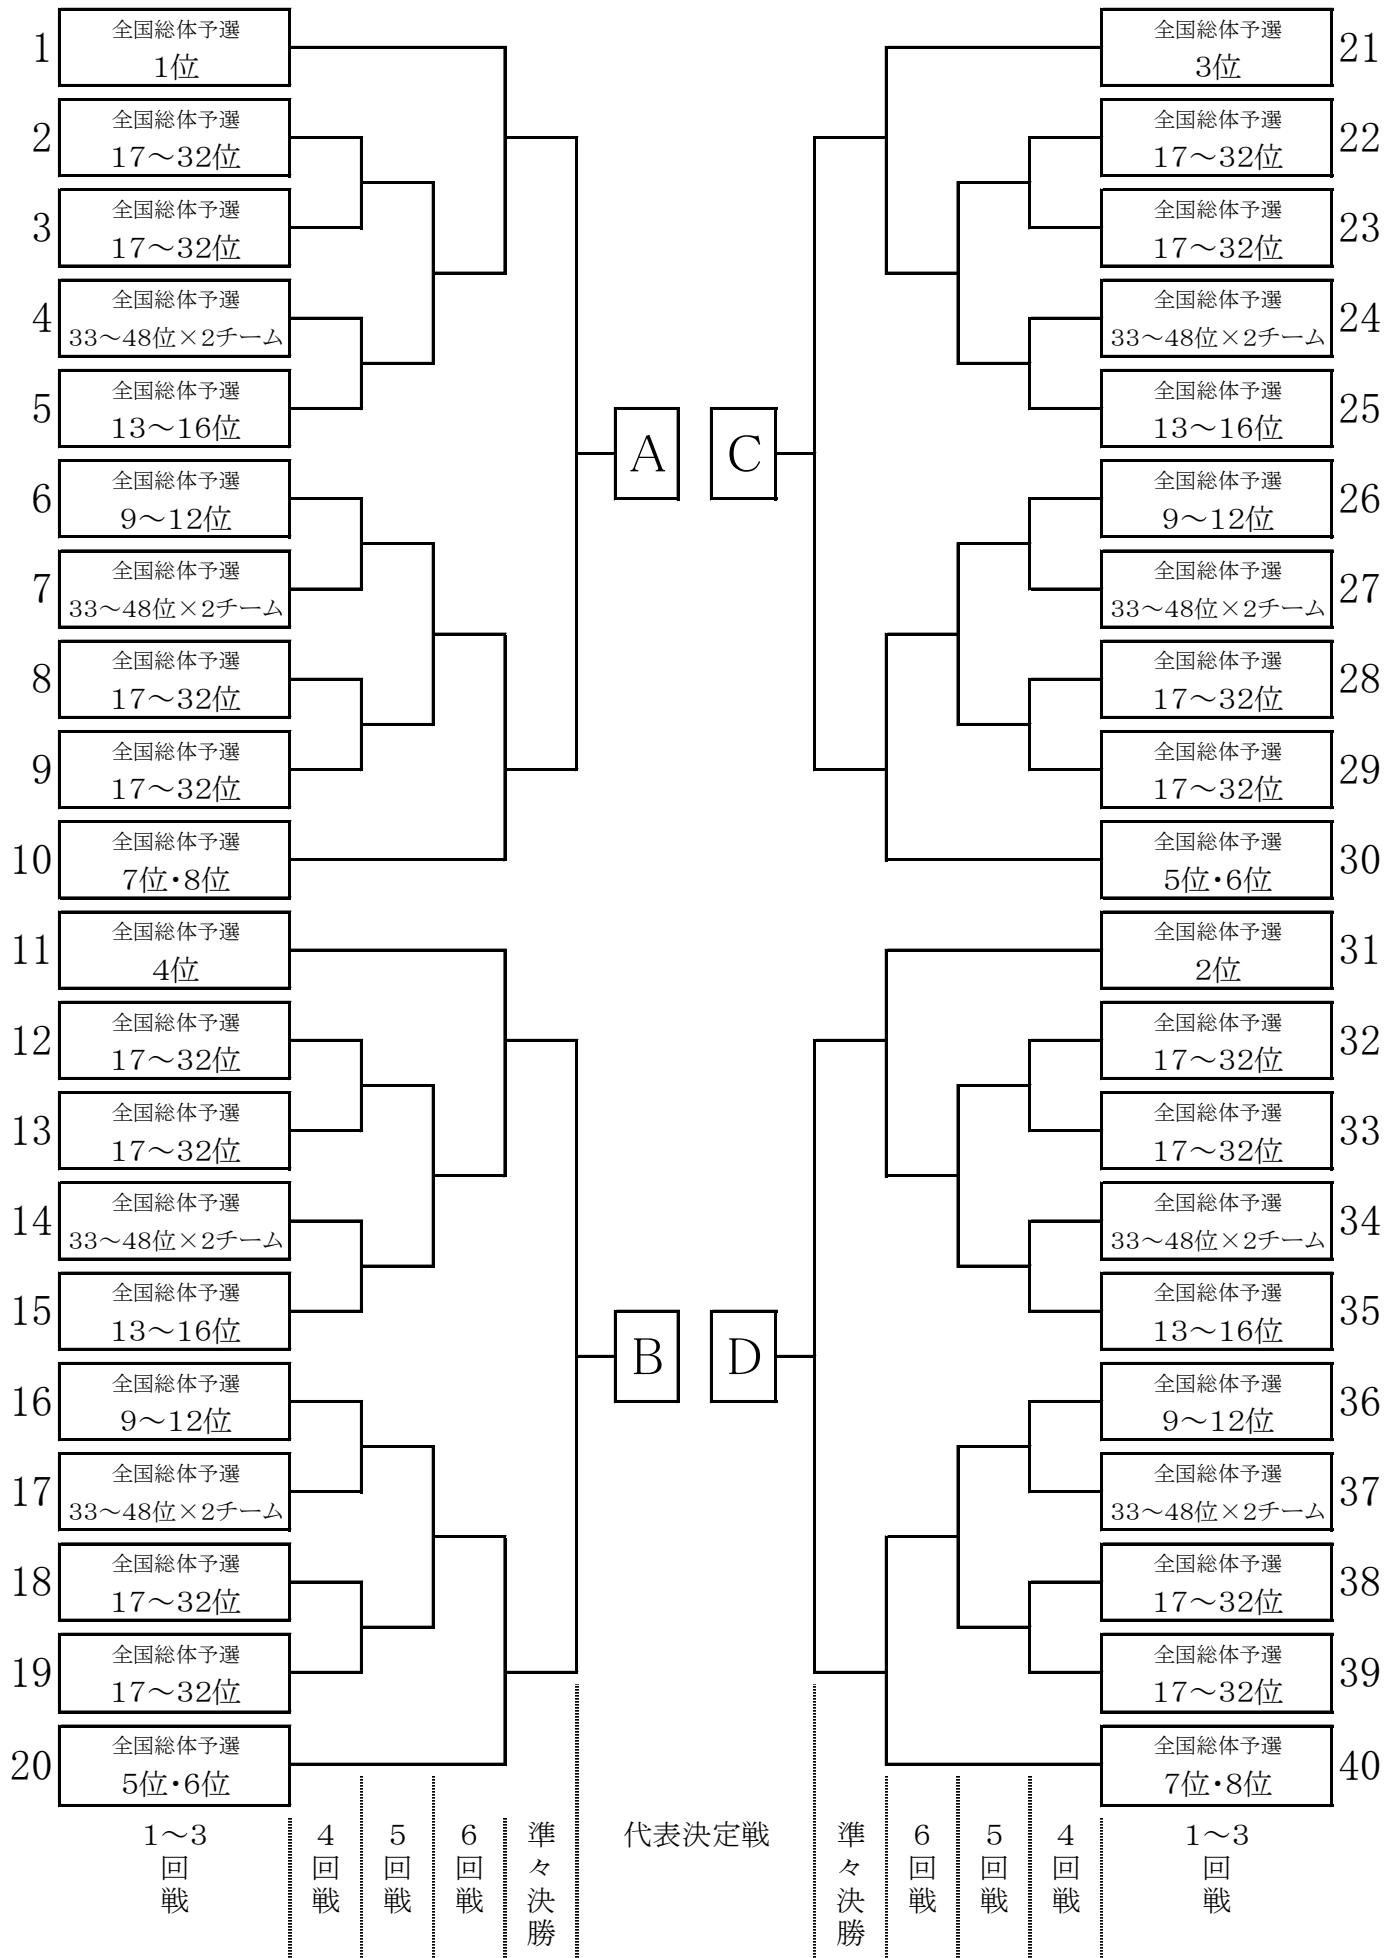 1
全国総体予選
1位
2
全国総体予選
17～32位
3
全国総体予選
17～32位
4
全国総体予選
33～48位×2チーム
5
全国総体予選
13～16位
6
全国総体予選
9～12位
7
全国総体予選
33～48位×2チーム
8
全国総体予選
17～32位
9
全国総体予選
17～32位
10
全国総体予選
7位・8位
11
全国総体予選
4位
12
全国総体予選
17～32位
13
全国総体予選
17～32位
14
全国総体予選
33～48位×2チーム
15
全国総体予選
13～16位
16
全国総体予選
9～12位
17
全国総体予選
33～48位×2チーム
18
全国総体予選
17～32位
19
全国総体予選
17～32位
20
全国総体予選
5位・6位
A
C
B
D
全国総体予選
3位
21
全国総体予選
17～32位
22
全国総体予選
17～32位
23
全国総体予選
33～48位×2チーム
24
全国総体予選
13～16位
25
全国総体予選
9～12位
26
全国総体予選
33～48位×2チーム
27
全国総体予選
17～32位
28
全国総体予選
17～32位
29
全国総体予選
5位・6位
30
全国総体予選
2位
31
全国総体予選
17～32位
32
全国総体予選
17～32位
33
全国総体予選
33～48位×2チーム
34
全国総体予選
13～16位
35
全国総体予選
9～12位
36
全国総体予選
33～48位×2チーム
37
全国総体予選
17～32位
38
全国総体予選
17～32位
39
全国総体予選
7位・8位
40
1～3回戦
4回戦
5回戦
6回戦
準々決勝
代表決定戦
準々決勝
6回戦
5回戦
4回戦
1～3回戦